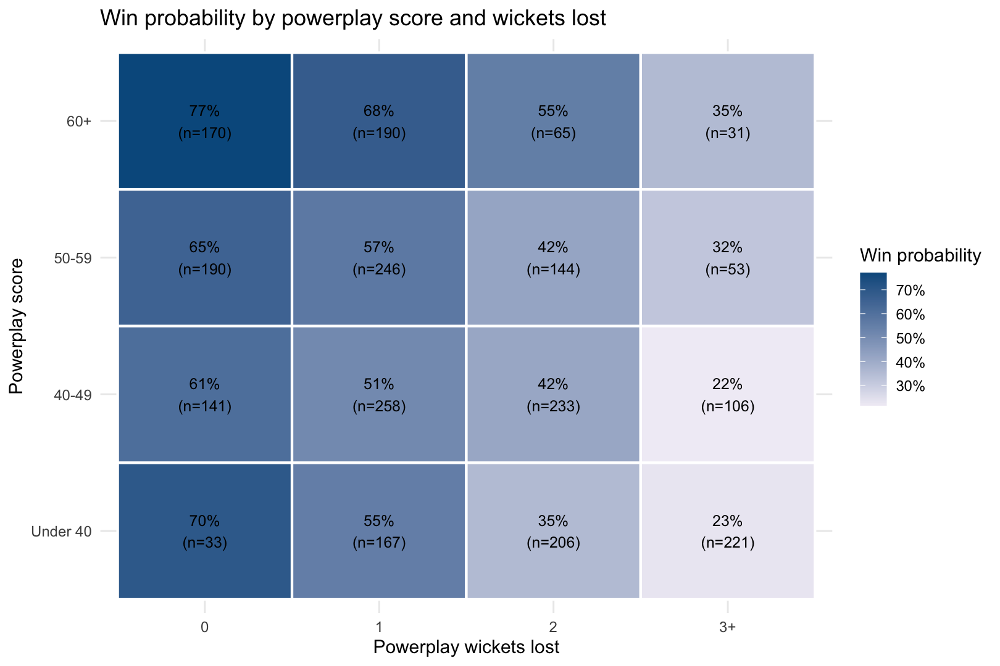 Win probability by powerplay score and wickets lost
Powerplay score
60+
77%
(n=170)
68%
(n=190)
55%
(n=65)
35%
(n=31)
50-59
65%
(n=190)
57%
(n=246)
42%
(n=144)
32%
(n=53)
40-49
61%
(n=141)
51%
(n=258)
42%
(n=233)
22%
(n=106)
Under 40
70%
(n=33)
55%
(n=167)
35%
(n=206)
23%
(n=221)
0
1
2
3+
Powerplay wickets lost
Win probability
70%
60%
50%
40%
30%